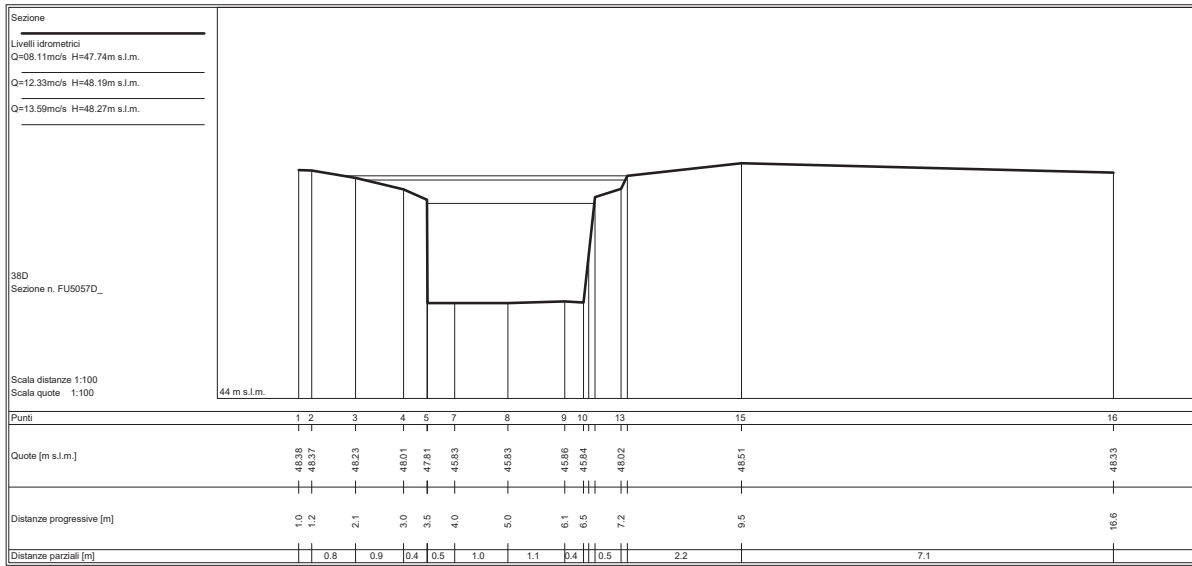 Sezione
Livelli idrometrici
Q=08.11mc/s H=47.74m s.l.m.
Q=12.33mc/s H=48.19m s.l.m.
Q=13.59mc/s H=48.27m s.l.m.
38D
Sezione n. FU5057D_
Scala distanze 1:100
Scala quote 1:100
44 m s.l.m.
Punti 1 2 3 4 5 7 8 9 10 13 15 16
Quote [m s.l.m.] 48.38 48.37 48.23 48.01 47.81 45.83 45.83 45.86 45.84 48.02 48.51 48.33
Distanze progressive [m] 1.0 1.2 2.1 3.0 3.5 4.0 5.0 6.1 6.5 7.2 9.5 16.6
Distanze parziali [m] 0.8 0.9 0.4 0.5 1.0 1.1 0.4 0.5 2.2 7.1